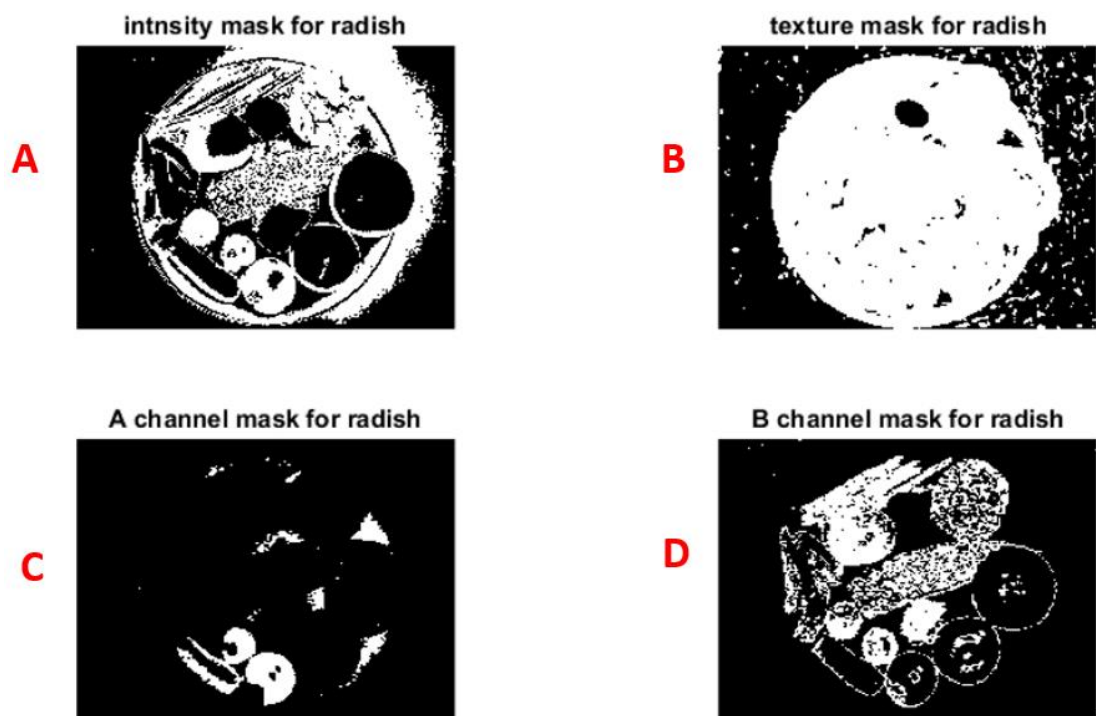 intnsity mask for radish
texture mask for radish
A
B
A channel mask for radish
B channel mask for radish
C
D